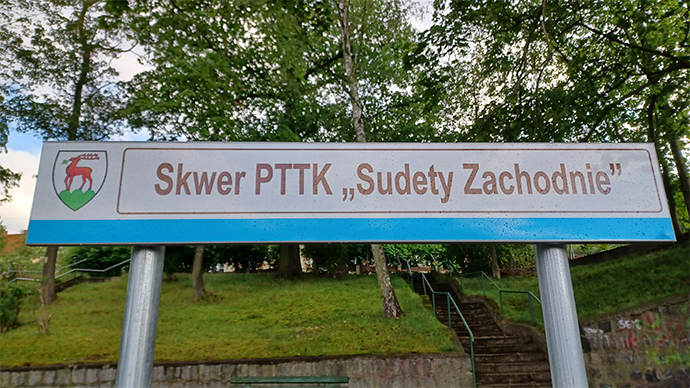 Skwer PTTK „Sudety Zachodnie”